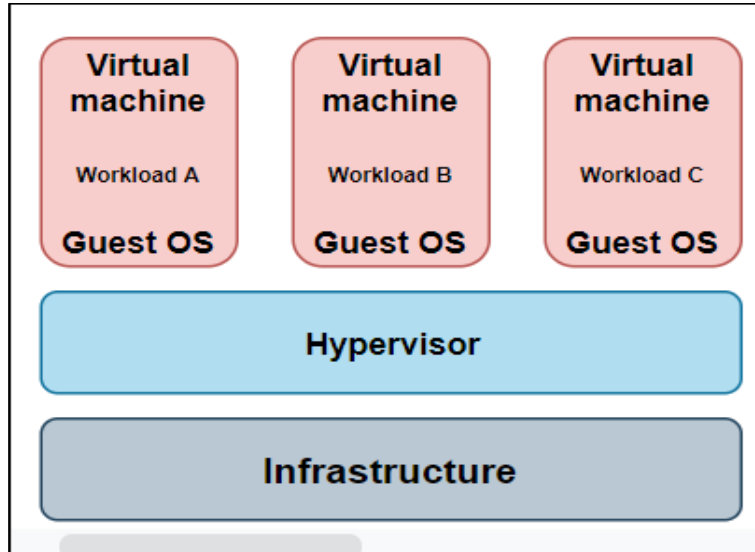 Virtual
machine
Workload A
Guest OS
Virtual
machine
Workload B
Guest OS
Virtual
machine
Workload C
Guest OS
Hypervisor
Infrastructure